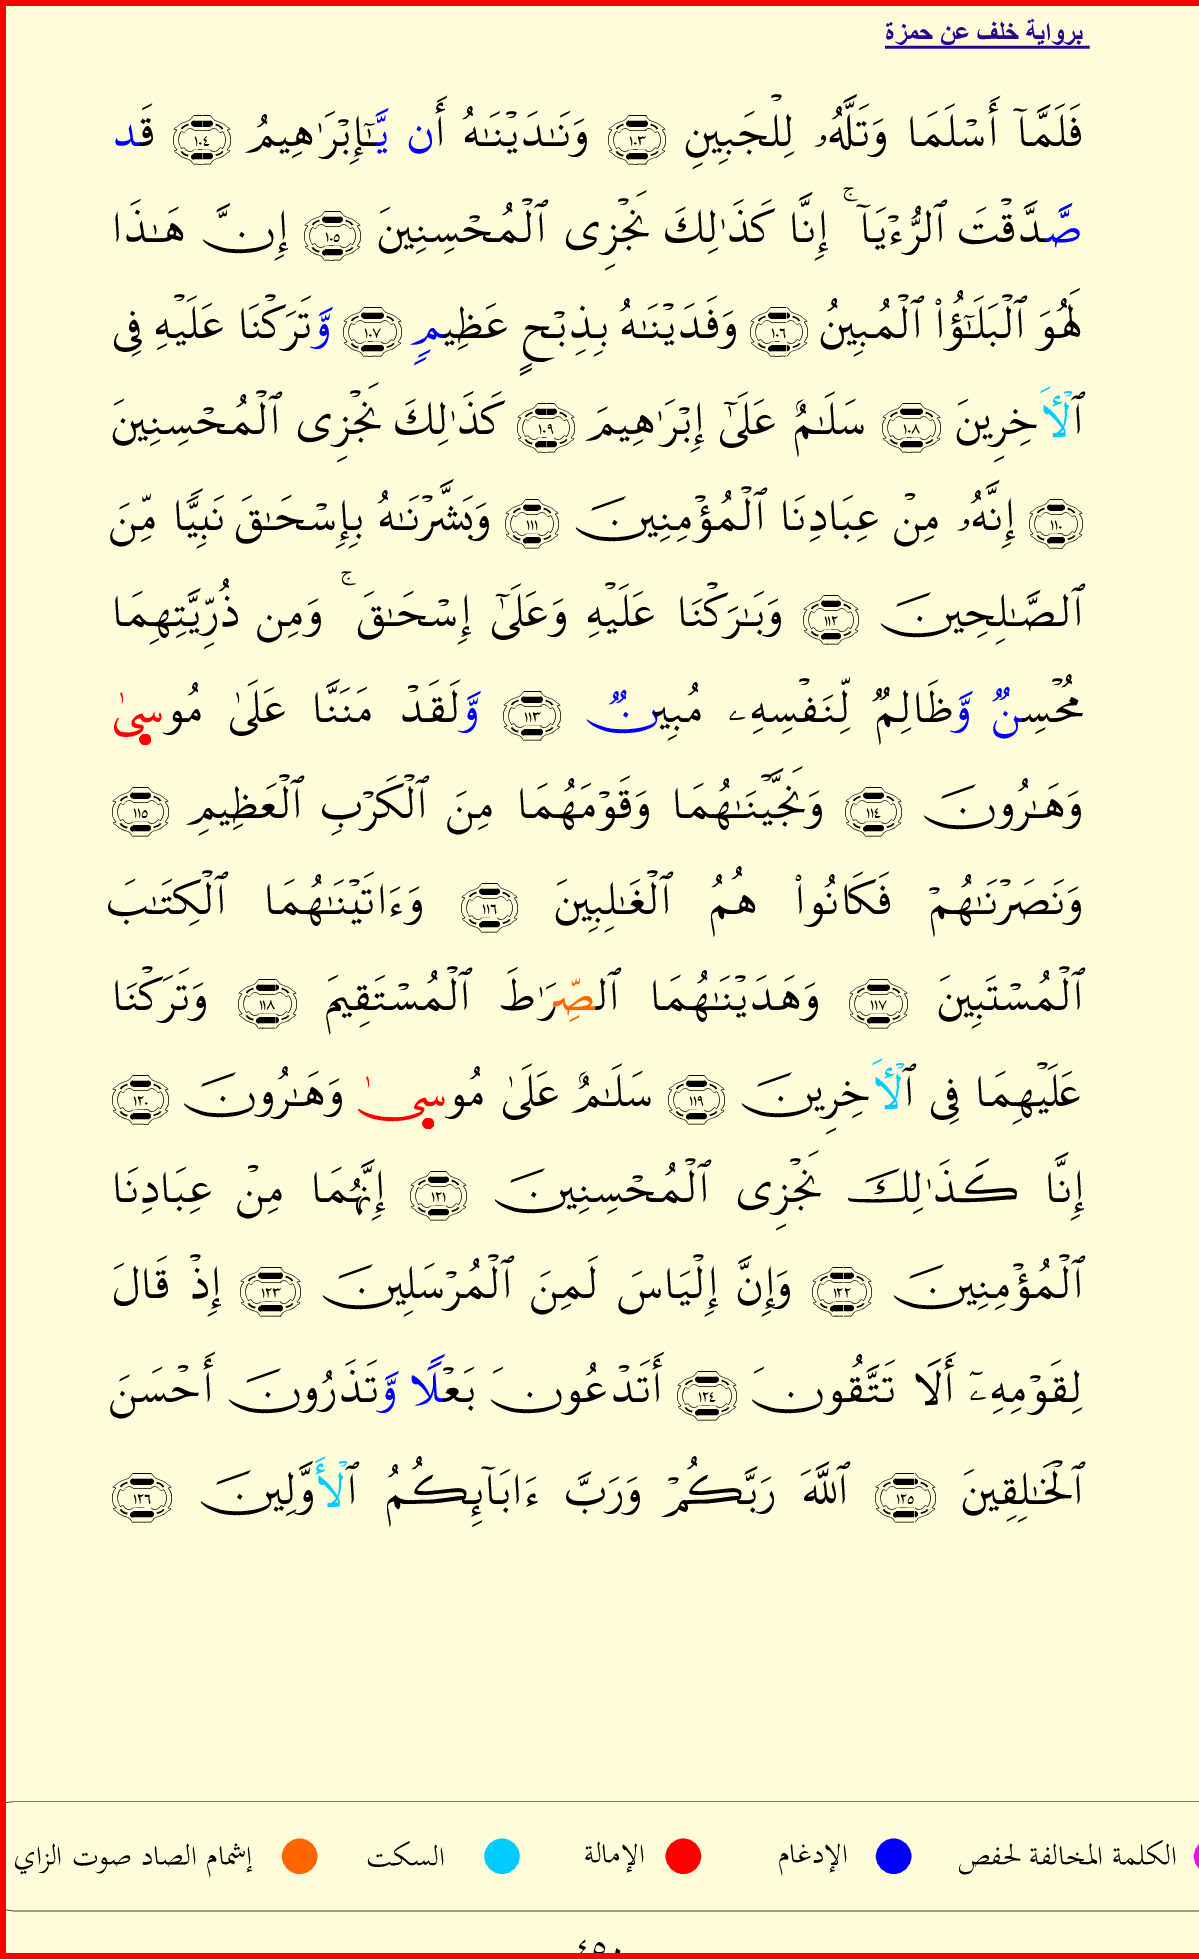 برواية خلف عن حمزة
فَلَمَّآ أَسْلَمَا وَتَلَّهُۥ لِلْجَبِينِ ١٠٣ وَنَـٰدَيْنَـٰهُ أَن يَّـٰٓإِبْرَٰهِيمُ ١٠٤ قَد
صَّدَّقْتَ ٱلرُّءْيَآ ۚ إِنَّا كَذَٰلِكَ نَجْزِى ٱلْمُحْسِنِينَ ١٠٥ إِنَّ هَـٰذَا
لَهُوَ ٱلْبَلَـٰٓؤُا۟ ٱلْمُبِينُ ١٠٦ وَفَدَيْنَـٰهُ بِذِبْحٍ عَظِيمٍ ١٠٧ وَّتَرَكْنَا عَلَيْهِ فِى
ٱلْأَخِرِينَ ١٠٨ سَلَـٰمٌ عَلَىٰٓ إِبْرَٰهِيمَ ١٠٩ كَذَٰلِكَ نَجْزِى ٱلْمُحْسِنِينَ
١١٠ إِنَّهُۥ مِنْ عِبَادِنَا ٱلْمُؤْمِنِينَ ١١١ وَبَشَّرْنَـٰهُ بِإِسْحَـٰقَ نَبِيًّا مِّنَ
ٱلصَّـٰلِحِينَ ١١٢ وَبَـٰرَكْنَا عَلَيْهِ وَعَلَىٰٓ إِسْحَـٰقَ ۚ وَمِن ذُرِّيَّتِهِمَا
مُحْسِنٌ وَّظَالِمٌ لِّنَفْسِهِۦ مُبِينٌ ١١٣ وَّلَقَدْ مَنَنَّا عَلَىٰ مُوسِىٰ
وَهَـٰرُونَ ١١٤ وَنَجَّيْنَـٰهُمَا وَقَوْمَهُمَا مِنَ ٱلْكَرْبِ ٱلْعَظِيمِ ١١٥
وَنَصَرْنَـٰهُمْ فَكَانُوا۟ هُمُ ٱلْغَـٰلِبِينَ ١١٦ وَءَاتَيْنَـٰهُمَا ٱلْكِتَـٰبَ
ٱلْمُسْتَبِينَ ١١٧ وَهَدَيْنَـٰهُمَا ٱلصِّرَٰطَ ٱلْمُسْتَقِيمَ ١١٨ وَتَرَكْنَا
عَلَيْهِمَا فِى ٱلْأَخِرِينَ ١١٩ سَلَـٰمٌ عَلَىٰ مُوسِىٰ وَهَـٰرُونَ ١٢٠
إِنَّا كَذَٰلِكَ نَجْزِى ٱلْمُحْسِنِينَ ١٢١ إِنَّهُمَا مِنْ عِبَادِنَا
ٱلْمُؤْمِنِينَ ١٢٢ وَإِنَّ إِلْيَاسَ لَمِنَ ٱلْمُرْسَلِينَ ١٢٣ إِذْ قَالَ
لِقَوْمِهِۦٓ أَلَا تَتَّقُونَ ١٢٤ أَتَدْعُونَ بَعْلًا وَّتَذَرُونَ أَحْسَنَ
ٱلْخَـٰلِقِينَ ١٢٥ ٱللَّهَ رَبَّكُمْ وَرَبَّ ءَابَآئِكُمُ ٱلْأَوَّلِينَ ١٢٦
الكلمة المخالفة لحفص الإدغام الإمالة السكت إشمام الصاد صوت الزاي
٤٥٠